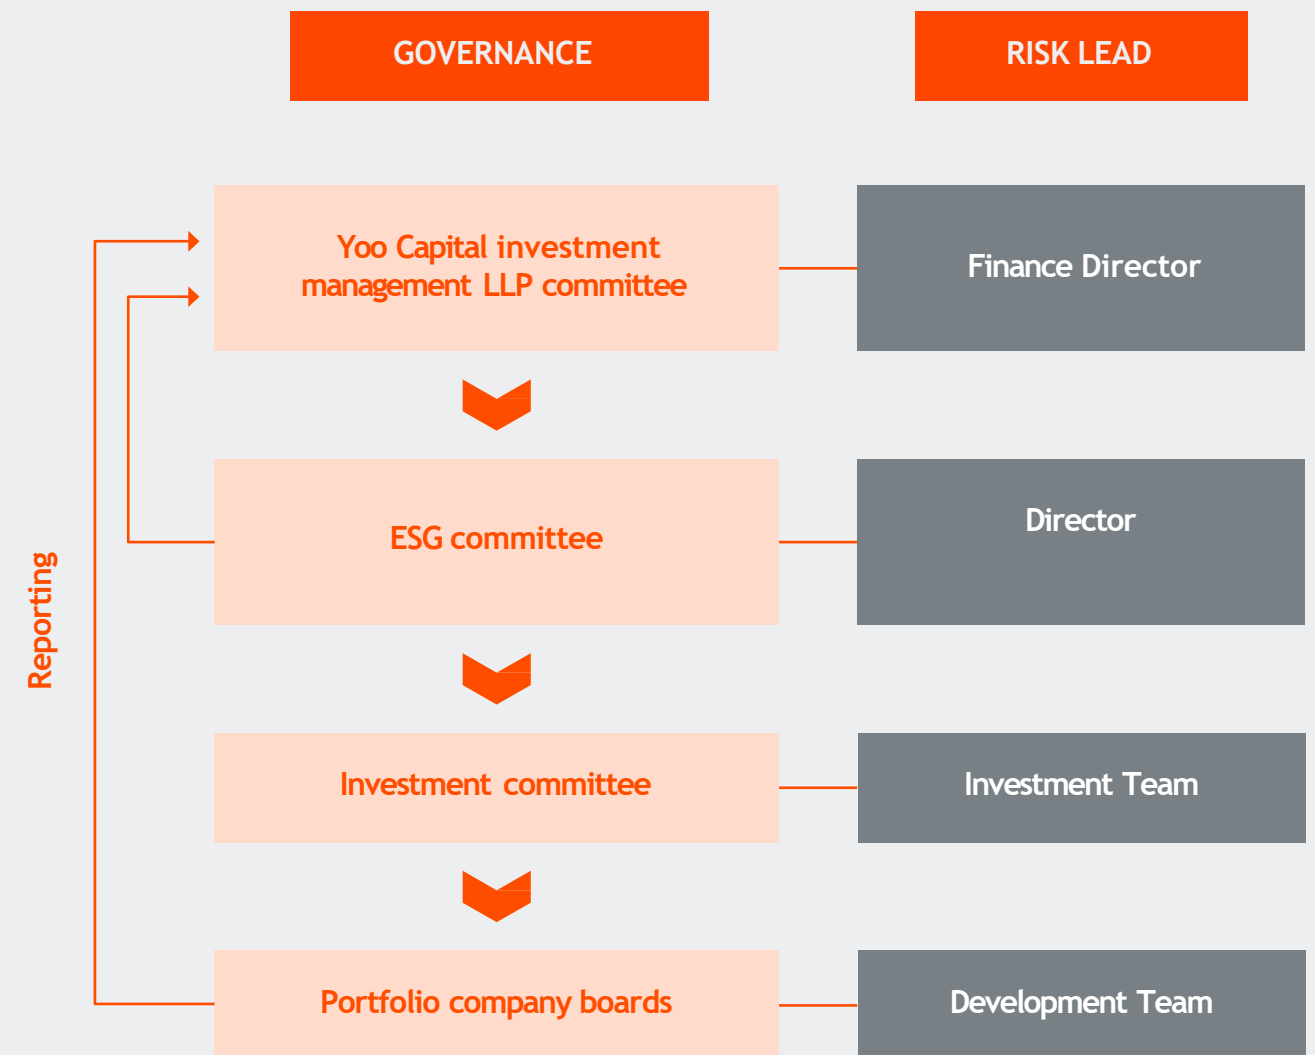 GOVERNANCE
RISK LEAD
Yoo Capital investment
management LLP committee
Finance Director
ESG committee
Director
Reporting
Investment committee
Investment Team
Portfolio company boards
Development Team